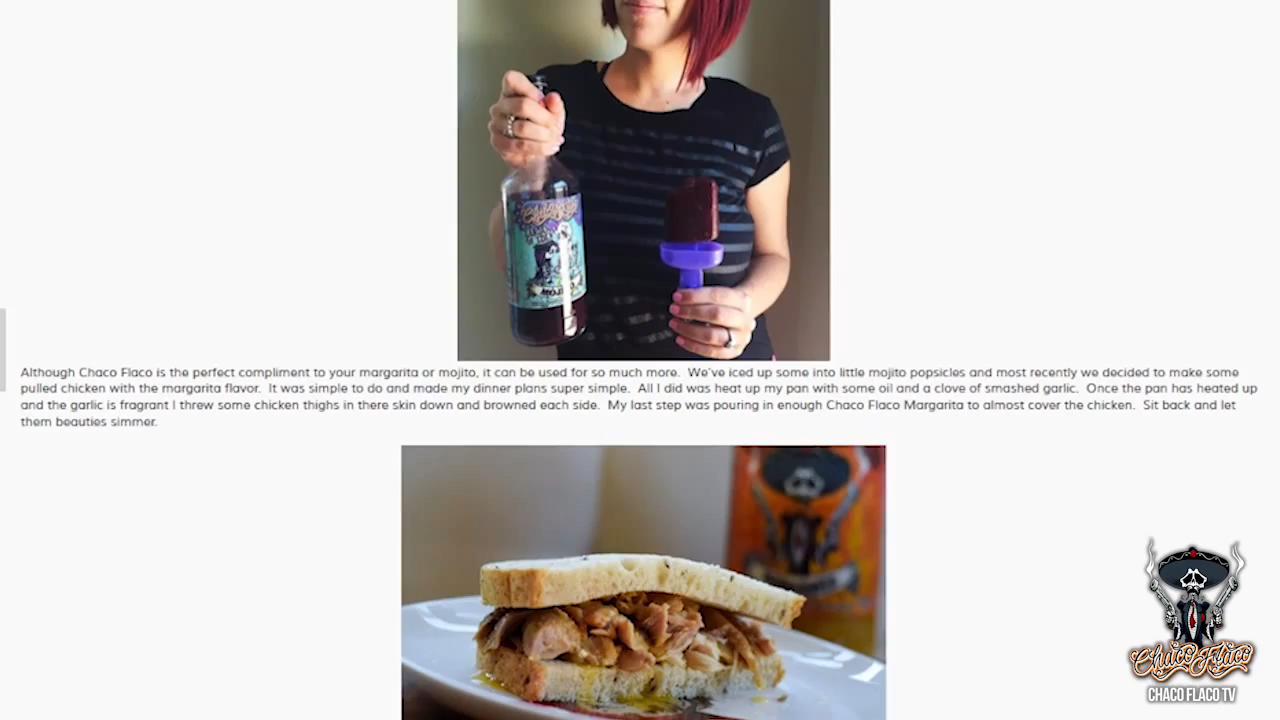 Although Chaco Flaco is the perfect compliment to your margarita or mojito, it can be used for so much more.  We've iced up some into little mojito popsicles and most recently we decided to make some
pulled chicken with the margarita flavor.  It was simple to do and made my dinner plans super simple.  All I did was heat up my pan with some oil and a clove of smashed garlic.  Once the pan has heated up
and the garlic is fragrant I threw some chicken thighs in there skin down and browned each side.  My last step was pouring in enough Chaco Flaco Margarita to almost cover the chicken.  Sit back and let
them beauties simmer.
Chaco Flaco
CHACO FLACO TV